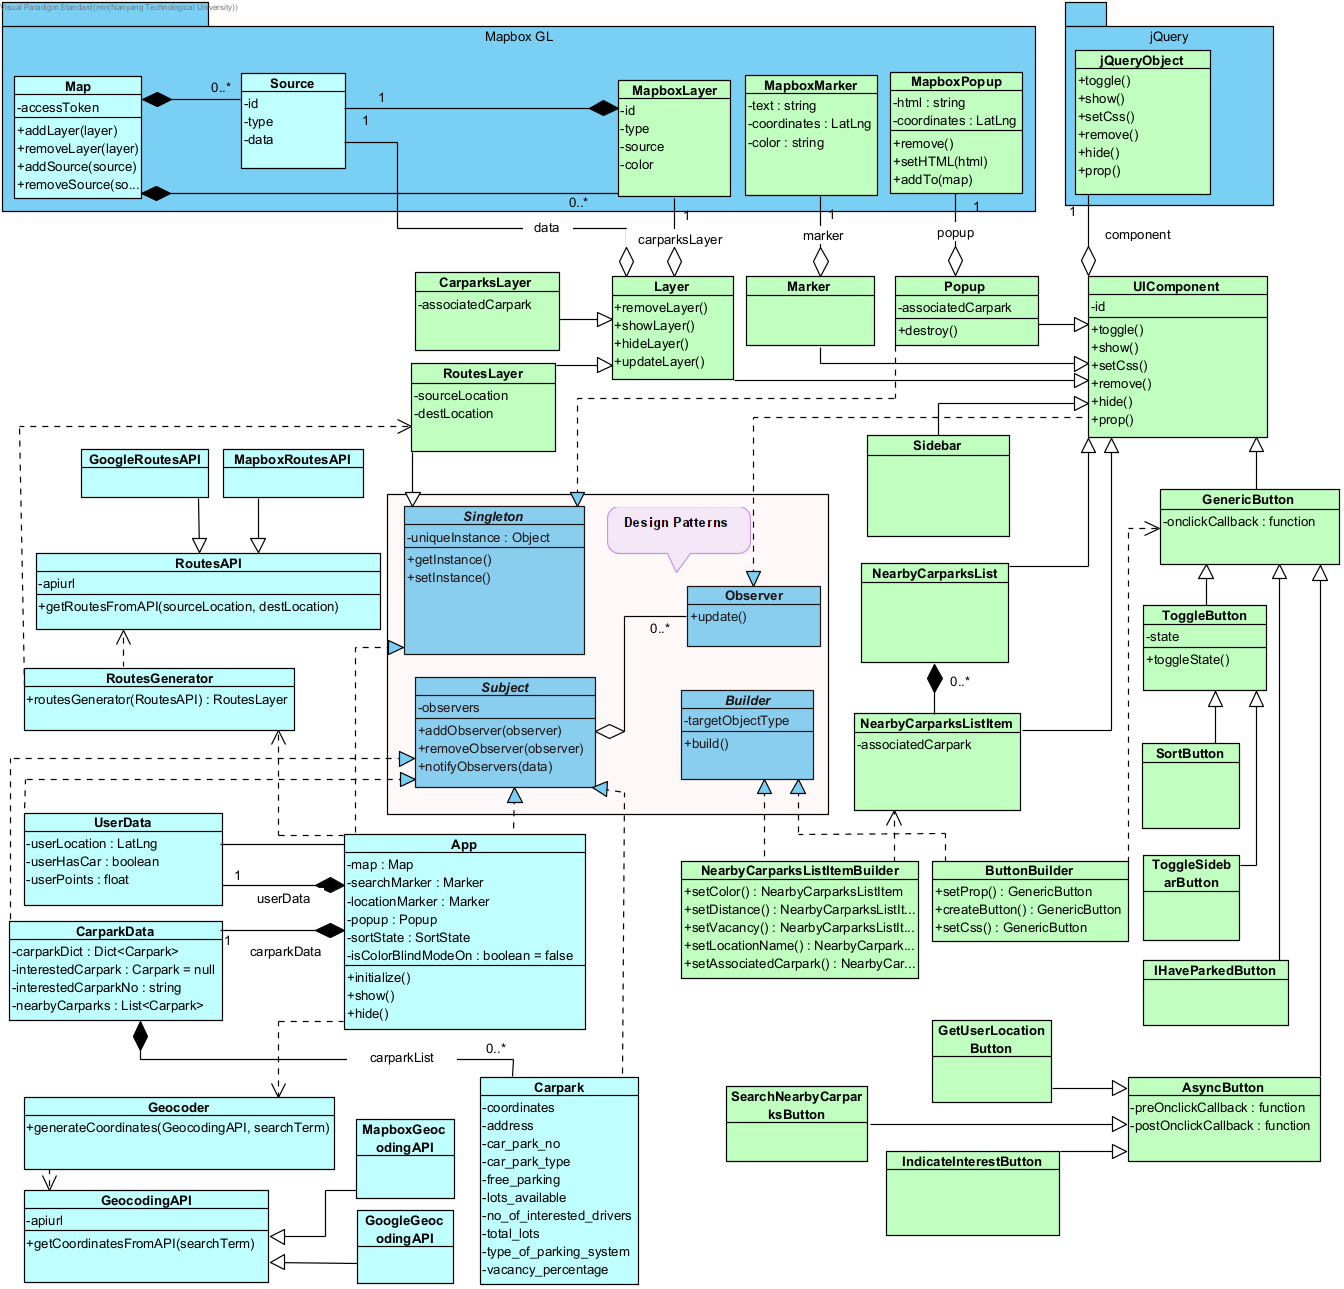 Visual Paradigm Standard(min(Nanyang Technological University))
Mapbox GL
Map
-accessToken
+addLayer(layer)
+removeLayer(layer)
+addSource(source)
+removeSource(so...
0..*
Source
-id
-type
-data
1
1
0..*
MapboxLayer
-id
-type
-source
-color
MapboxMarker
-text : string
-coordinates : LatLng
-color : string
MapboxPopup
-html : string
-coordinates : LatLng
+remove()
+setHTML(html)
+addTo(map)
jQuery
jQueryObject
+toggle()
+show()
+setCss()
+remove()
+hide()
+prop()
data
1
carparksLayer
1
marker
1
popup
1
component
CarparksLayer
-associatedCarpark
Layer
+removeLayer()
+showLayer()
+hideLayer()
+updateLayer()
Marker
Popup
-associatedCarpark
+destroy()
UIComponent
-id
+toggle()
+show()
+setCss()
+remove()
+hide()
+prop()
RoutesLayer
-sourceLocation
-destLocation
Sidebar
GoogleRoutesAPI
MapboxRoutesAPI
GenericButton
-onclickCallback : function
Design Patterns
Singleton
-uniqueInstance : Object
+getInstance()
+setInstance()
RoutesAPI
-apiurl
+getRoutesFromAPI(sourceLocation, destLocation)
Observer
+update()
0..*
NearbyCarparksList
0..*
ToggleButton
-state
+toggleState()
RoutesGenerator
+routesGenerator(RoutesAPI) : RoutesLayer
Subject
-observers
+addObserver(observer)
+removeObserver(observer)
+notifyObservers(data)
Builder
-targetObjectType
+build()
NearbyCarparksListItem
-associatedCarpark
SortButton
UserData
-userLocation : LatLng
-userHasCar : boolean
-userPoints : float
1
userData
App
-map : Map
-searchMarker : Marker
-locationMarker : Marker
-popup : Popup
-sortState : SortState
-isColorBlindModeOn : boolean = false
+initialize()
+show()
+hide()
NearbyCarparksListItemBuilder
+setColor() : NearbyCarparksListItem
+setDistance() : NearbyCarparksListIt...
+setVacancy() : NearbyCarparksListIt...
+setLocationName() : NearbyCarpark...
+setAssociatedCarpark() : NearbyCar...
ButtonBuilder
+setProp() : GenericButton
+createButton() : GenericButton
+setCss() : GenericButton
ToggleSideb
arButton
CarparkData
-carparkDict : Dict<Carpark>
-interestedCarpark : Carpark = null
-interestedCarparkNo : string
-nearbyCarparks : List<Carpark>
1
carparkData
IHaveParkedButton
carparkList
0..*
GetUserLocation
Button
Geocoder
+generateCoordinates(GeocodingAPI, searchTerm)
Carpark
-coordinates
-address
-car_park_no
-car_park_type
-free_parking
-lots_available
-no_of_interested_drivers
-total_lots
-type_of_parking_system
-vacancy_percentage
SearchNearbyCarpar
ksButton
AsyncButton
-preOnclickCallback : function
-postOnclickCallback : function
MapboxGeoc
odingAPI
IndicateInterestButton
GeocodingAPI
-apiurl
+getCoordinatesFromAPI(searchTerm)
GoogleGeoc
odingAPI